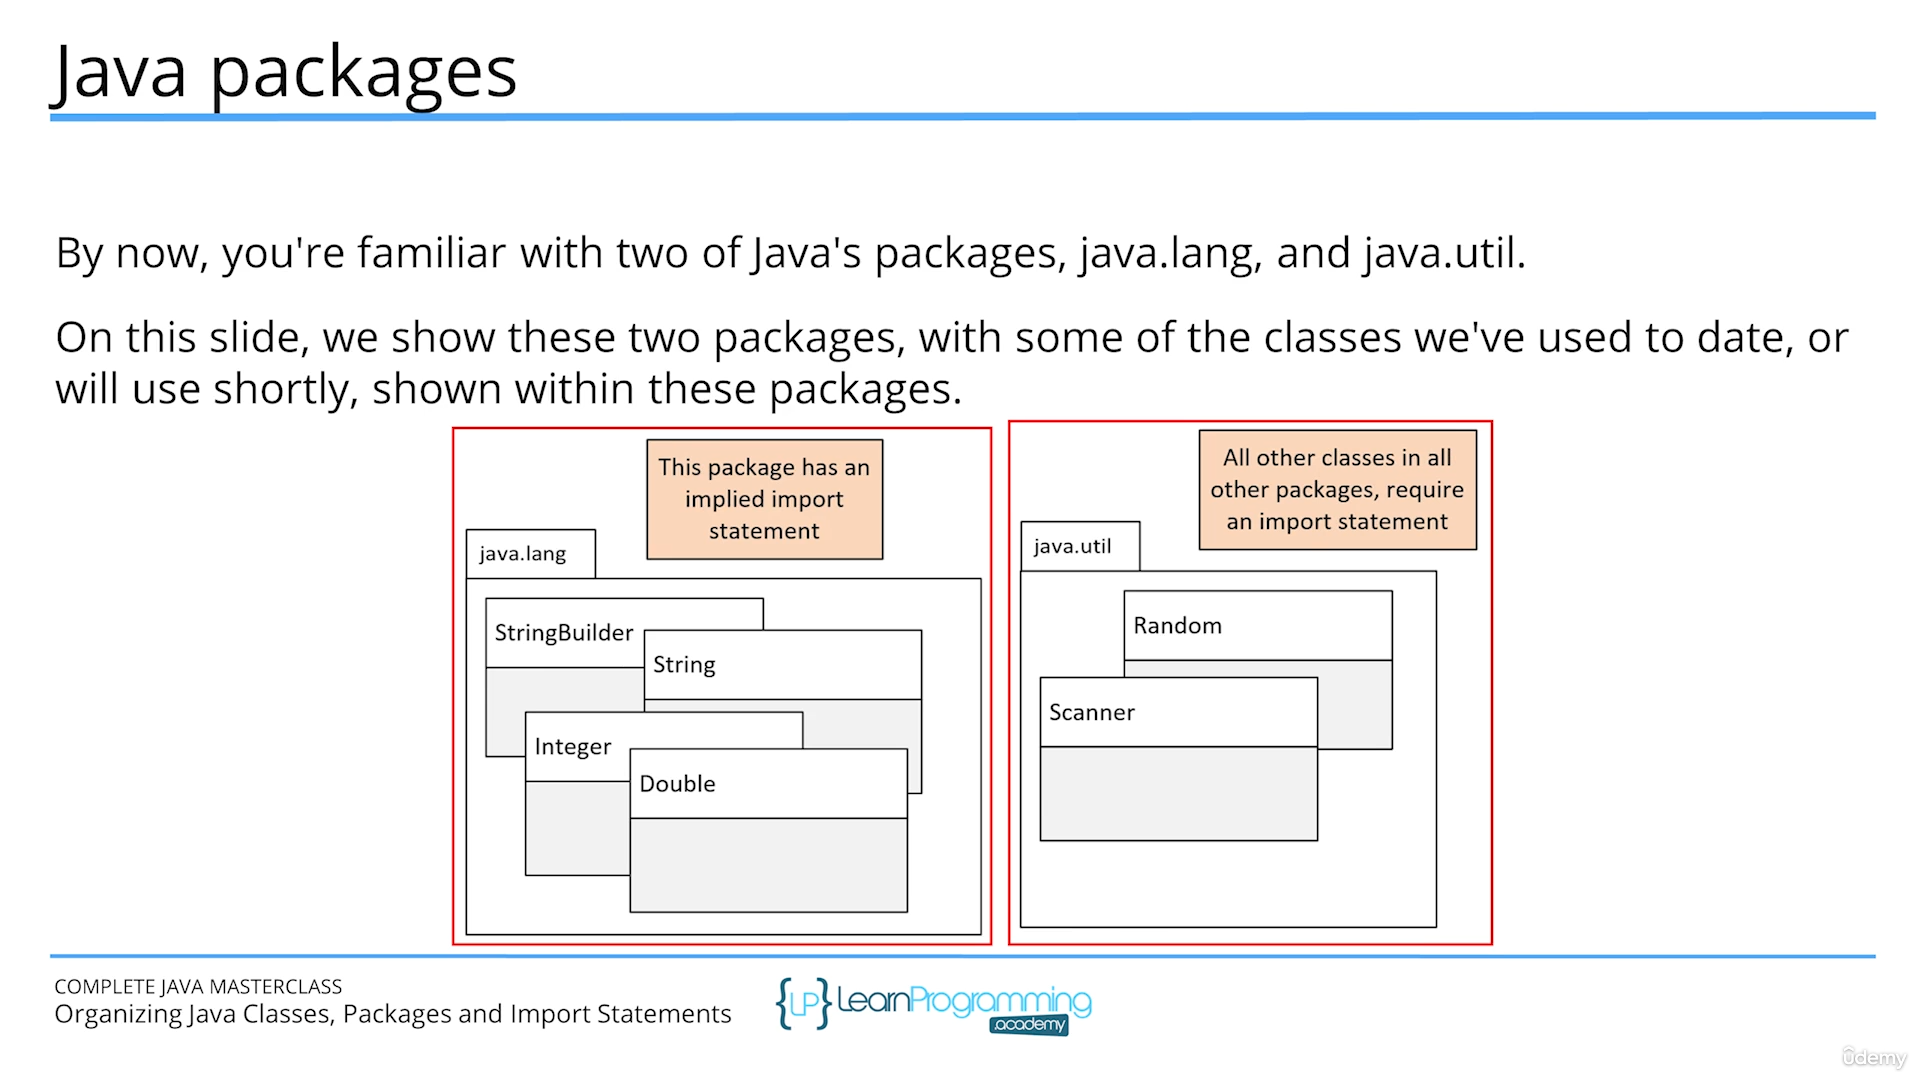 Java packages
By now, you're familiar with two of Java's packages, java.lang, and java.util.
On this slide, we show these two packages, with some of the classes we've used to date, or
will use shortly, shown within these packages.
This package has an
implied import
statement
java.lang
StringBuilder
String
Integer
Double
All other classes in all
other packages, require
an import statement
java.util
Random
Scanner
COMPLETE JAVA MASTERCLASS
Organizing Java Classes, Packages and Import Statements
{LP} LearnProgramming
.academy
udemy